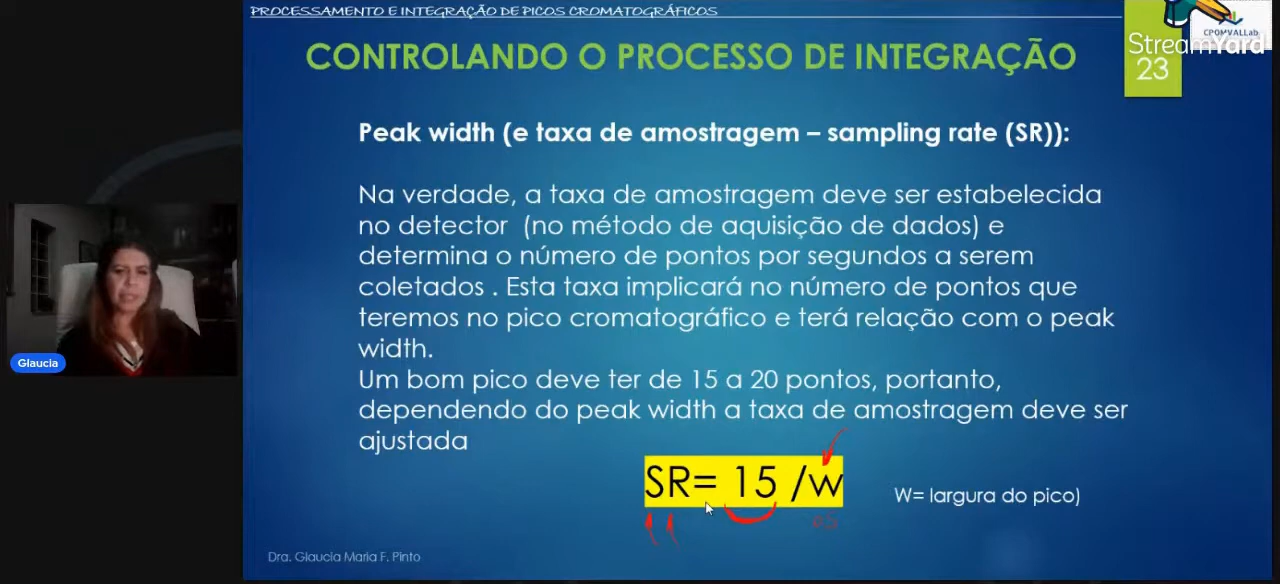 PROCESSAMENTO E INTEGRAÇÃO DE PICOS CROMATOGRÁFICOS
CPQMVALLab
StreamYard
CONTROLANDO O PROCESSO DE INTEGRAÇÃO
23
Peak width (e taxa de amostragem – sampling rate (SR)):
Na verdade, a taxa de amostragem deve ser estabelecida
no detector (no método de aquisição de dados) e
determina o número de pontos por segundos a serem
coletados . Esta taxa implicará no número de pontos que
teremos no pico cromatográfico e terá relação com o peak
width.
Um bom pico deve ter de 15 a 20 pontos, portanto,
dependendo do peak width a taxa de amostragem deve ser
ajustada
SR= 15 /w
W= largura do pico)
Glaucia
Dra. Glaucia Maria F. Pinto